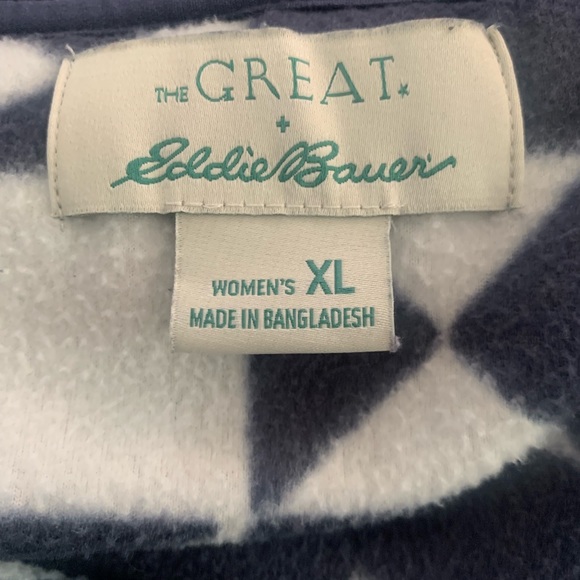 THE GREAT.
+
Eddie Bauer
WOMEN'S XL
MADE IN BANGLADESH